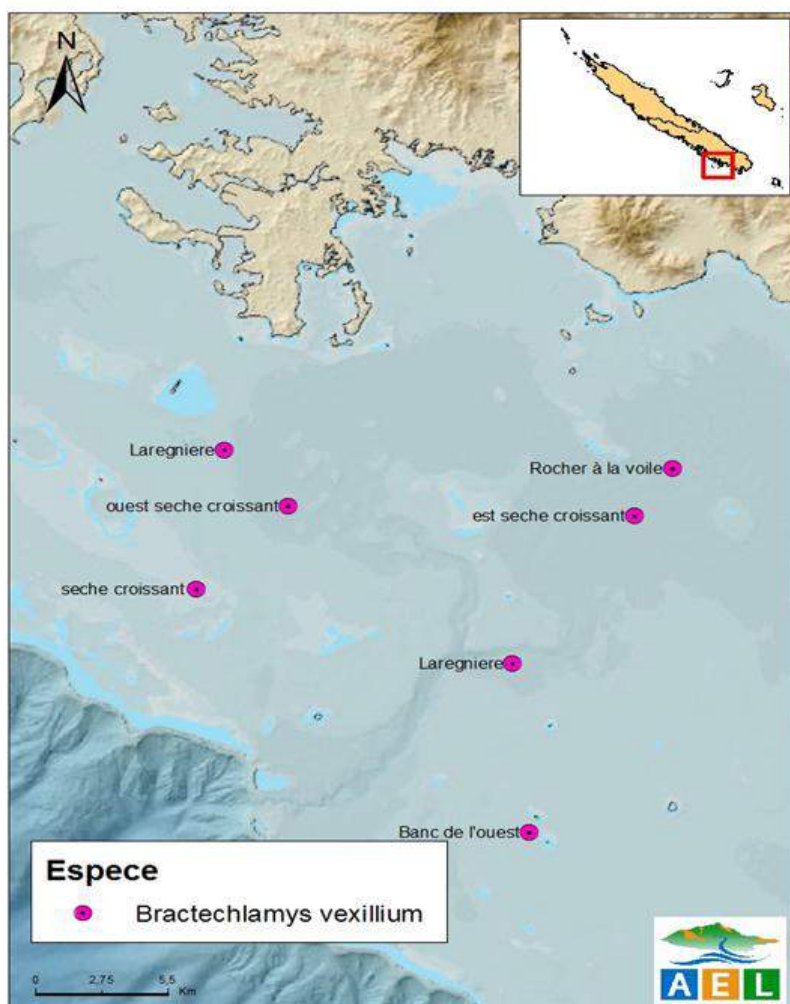 N
Laregniere
Rocher à la voile
ouest seche croissant
est seche croissant
seche croissant
Laregniere
Banc de l'ouest
Espece
Bractechlamys vexillium
0 2,75 5,5
Km
AEL